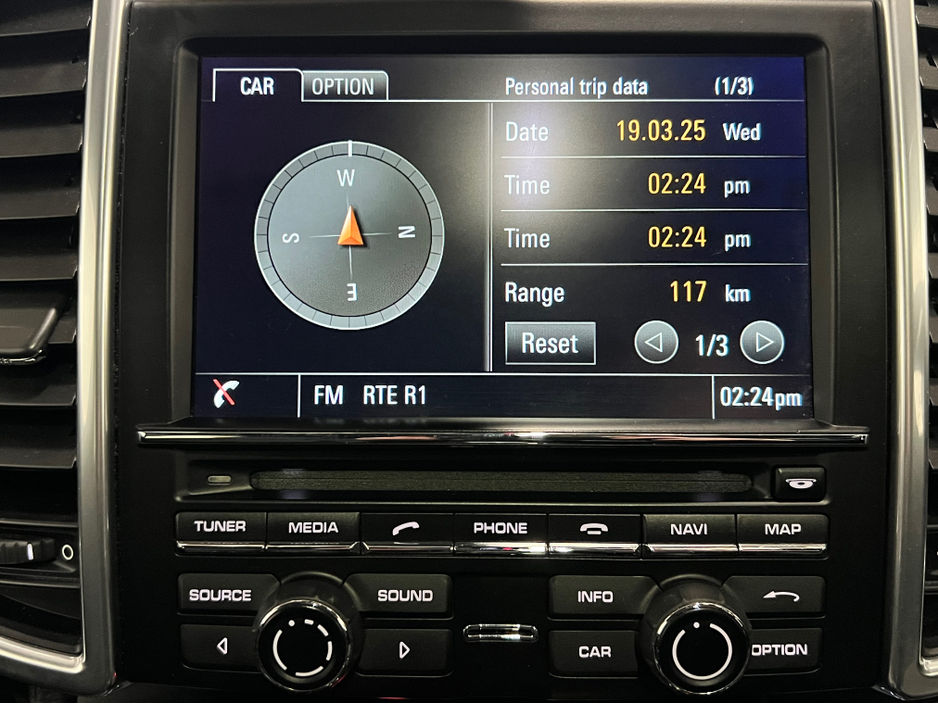 CAR OPTION Personal trip data (1/3)
Date 19.03.25 Wed
Time 02:24 pm
Time 02:24 pm
Range 117 km
Reset 1/3
W
S N
E
FM RTE R1 02:24pm
TUNER MEDIA PHONE NAVI MAP
SOURCE SOUND INFO
CAR OPTION